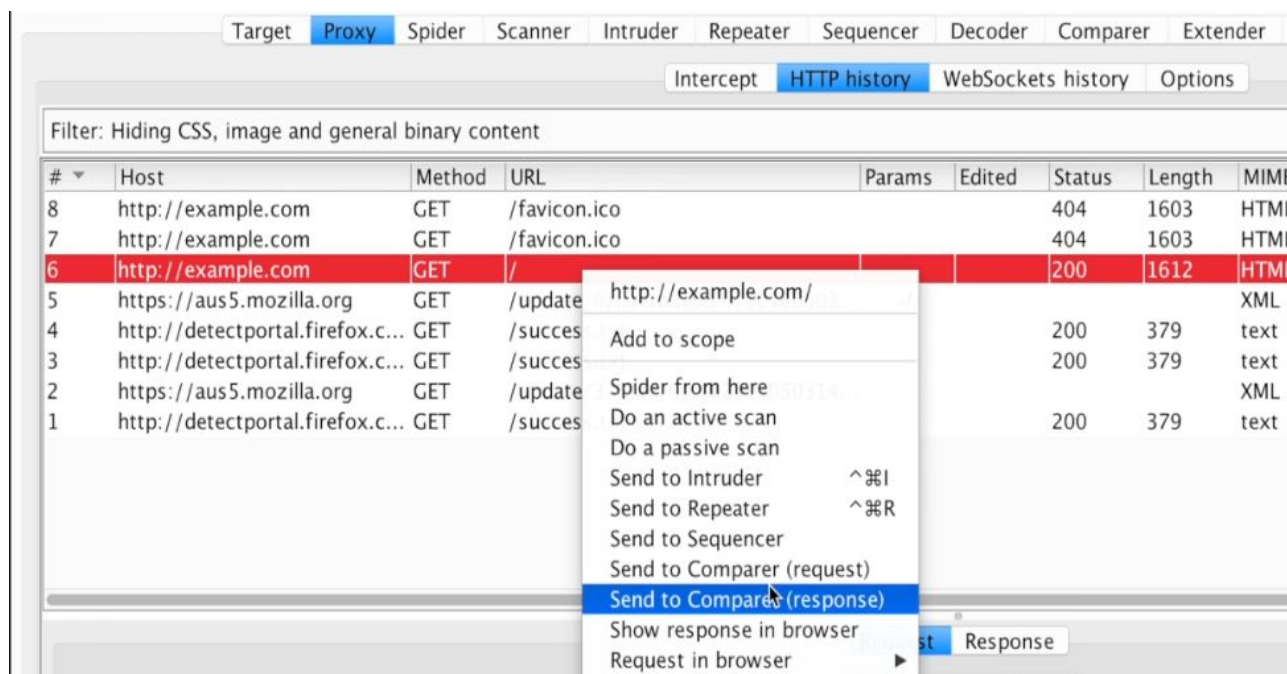 Target Proxy Spider Scanner Intruder Repeater Sequencer Decoder Comparer Extender
Intercept HTTP history WebSockets history Options
Filter: Hiding CSS, image and general binary content
# Host Method URL Params Edited Status Length MIME
8 http://example.com GET /favicon.ico 404 1603 HTML
7 http://example.com GET /favicon.ico 404 1603 HTML
6 http://example.com GET / 200 1612 HTML
5 https://aus5.mozilla.org GET /update XML
4 http://detectportal.firefox.c... GET /succes 200 379 text
3 http://detectportal.firefox.c... GET /succes 200 379 text
2 https://aus5.mozilla.org GET /update XML
1 http://detectportal.firefox.c... GET /succes 200 379 text
http://example.com/
Add to scope
Spider from here
Do an active scan
Do a passive scan
Send to Intruder ^⌘I
Send to Repeater ^⌘R
Send to Sequencer
Send to Comparer (request)
Send to Comparer (response)
Show response in browser
Request in browser
Response